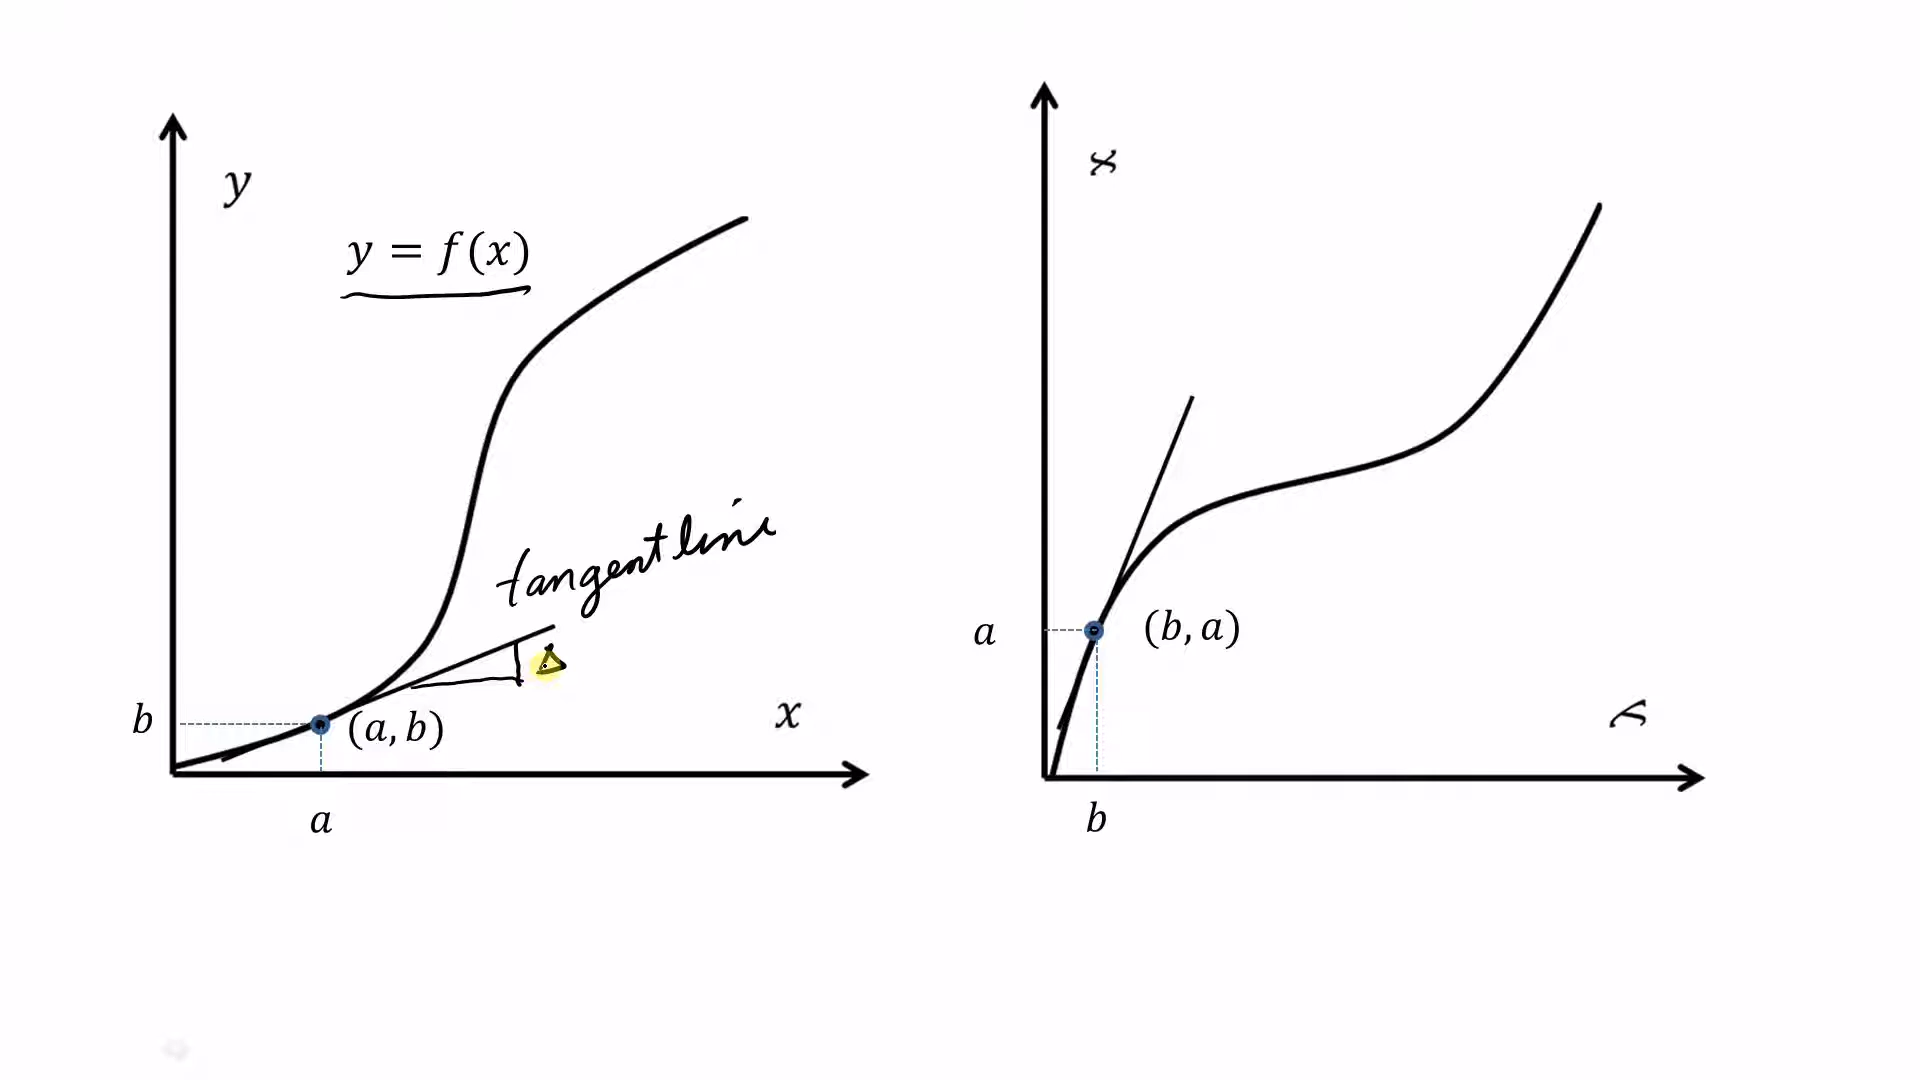 y
y = f(x)
tangent line
Δ
b
(a, b)
x
a
x
a
(b, a)
y
b